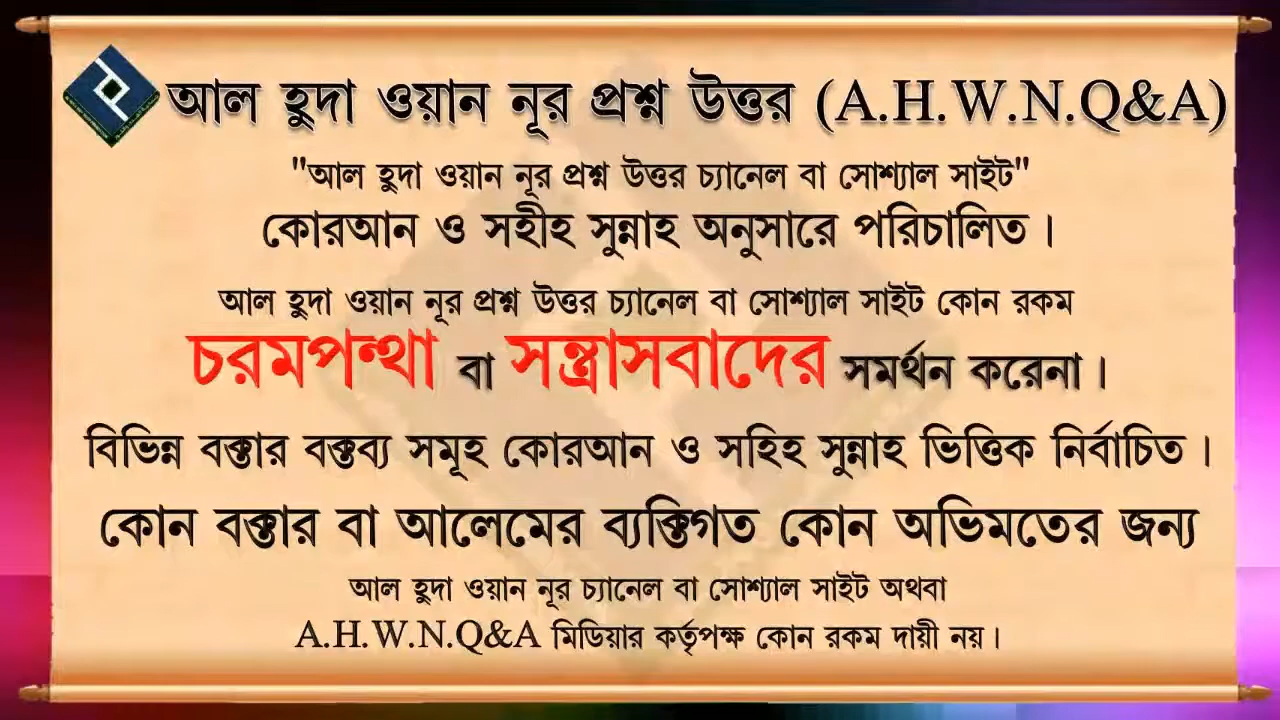 আল হুদা ওয়ান নূর প্রশ্ন উত্তর (A.H.W.N.Q&A)
"আল হুদা ওয়ান নূর প্রশ্ন উত্তর চ্যানেল বা সোশ্যাল সাইট"
কোরআন ও সহীহ সুন্নাহ অনুসারে পরিচালিত ।
আল হুদা ওয়ান নূর প্রশ্ন উত্তর চ্যানেল বা সোশ্যাল সাইট কোন রকম
চরমপন্থা বা সন্ত্রাসবাদের সমর্থন করেনা ।
বিভিন্ন বক্তার বক্তব্য সমূহ কোরআন ও সহিহ সুন্নাহ ভিত্তিক নির্বাচিত ।
কোন বক্তার বা আলেমের ব্যক্তিগত কোন অভিমতের জন্য
আল হুদা ওয়ান নূর চ্যানেল বা সোশ্যাল সাইট অথবা
A.H.W.N.Q&A মিডিয়ার কর্তৃপক্ষ কোন রকম দায়ী নয় ।